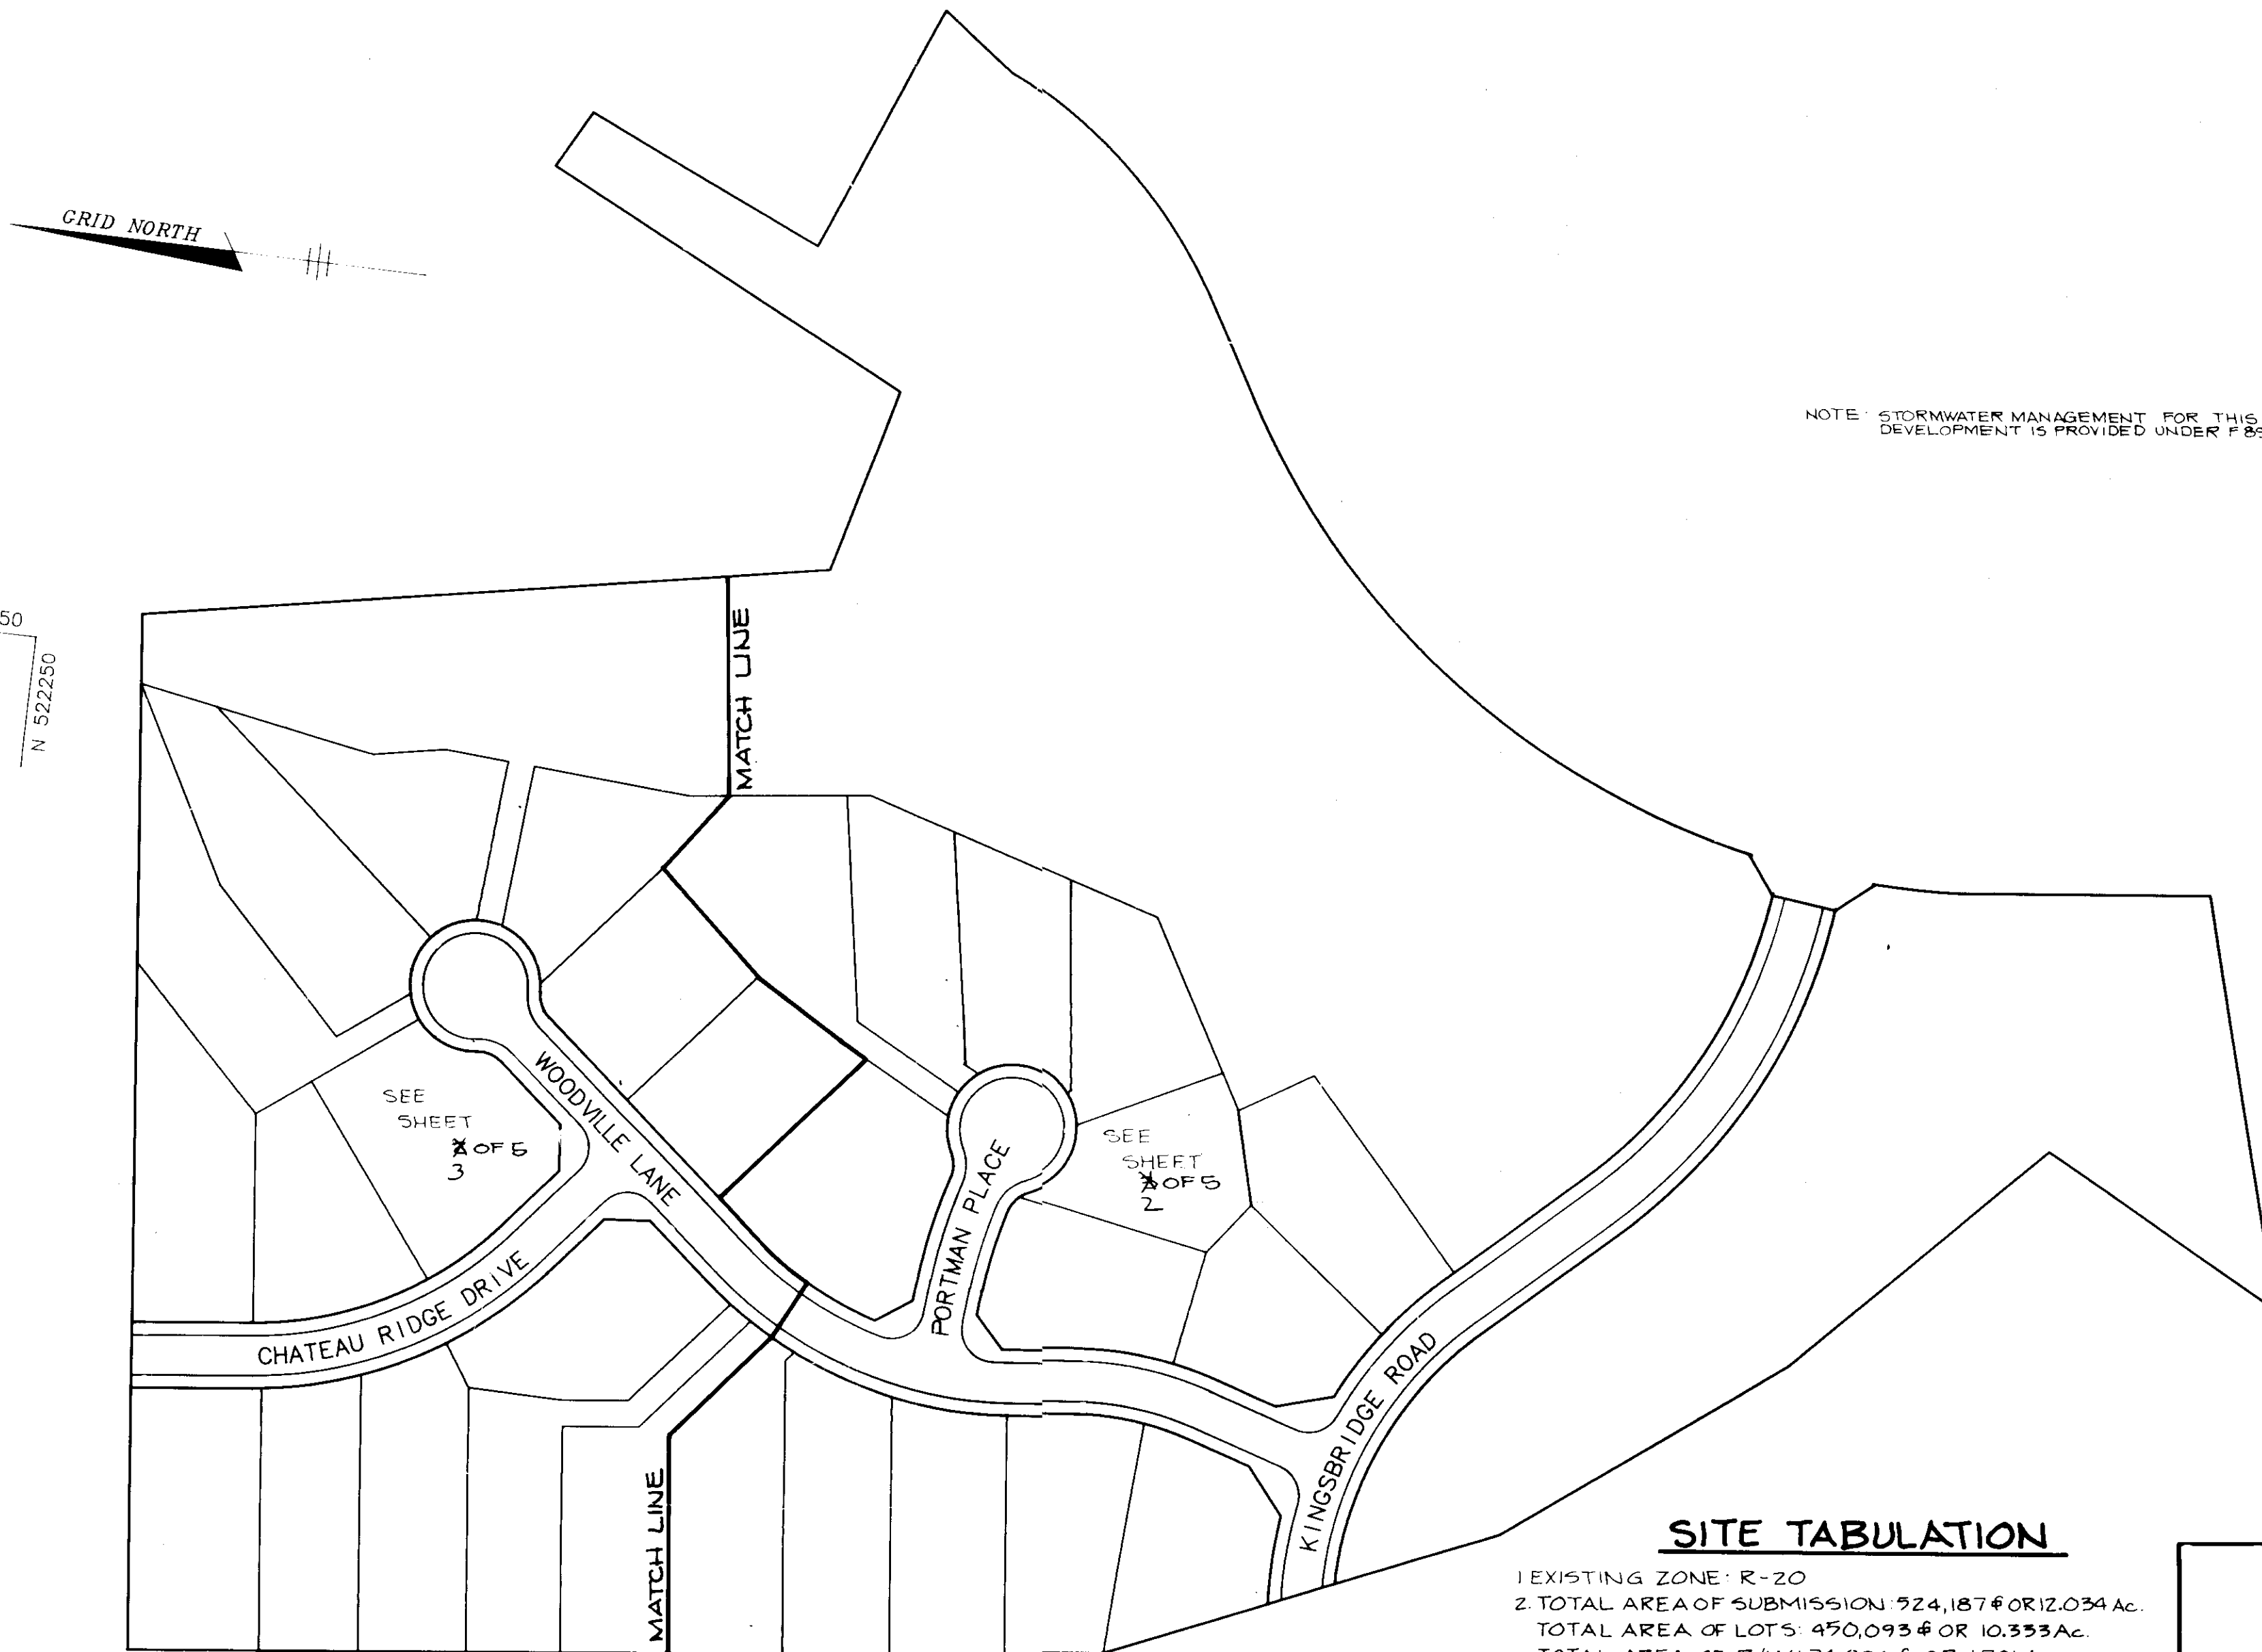 GRID NORTH
50
N 522250
NOTE: STORMWATER MANAGEMENT FOR THIS
DEVELOPMENT IS PROVIDED UNDER F 89
MATCH LINE
WOODVILLE LANE
SEE
SHEET
OF 5
3
SEE
SHEET
OF 5
2
PORTMAN PLACE
CHATEAU RIDGE DRIVE
KINGSBRIDGE ROAD
MATCH LINE
SITE TABULATION
1 EXISTING ZONE: R-20
2. TOTAL AREA OF SUBMISSION: 524,187 OR 12.034 Ac.
TOTAL AREA OF LOTS: 450,093 OR 10.333 Ac.